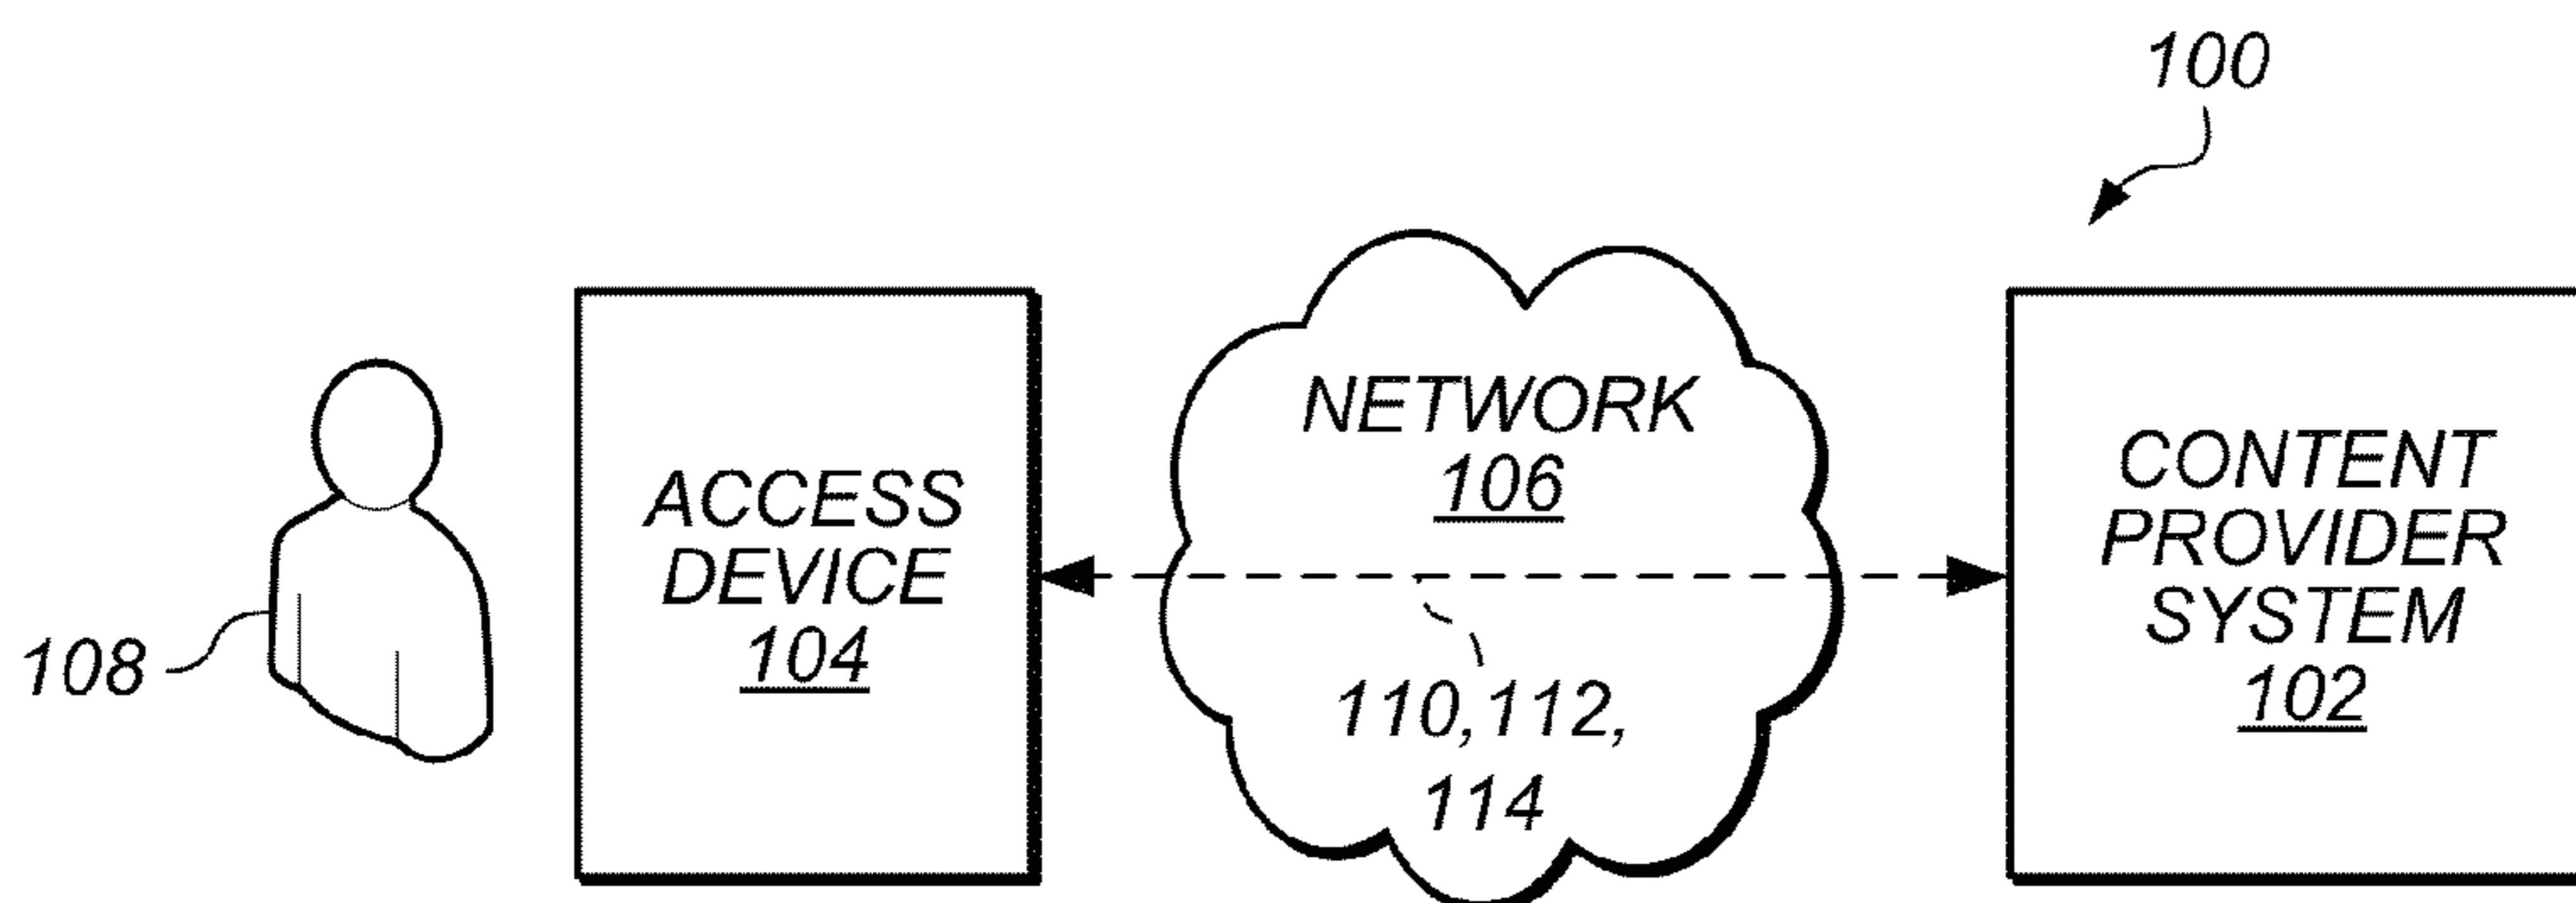 100
NETWORK
106
ACCESS
DEVICE
104
CONTENT
PROVIDER
SYSTEM
102
108
110, 112,
114